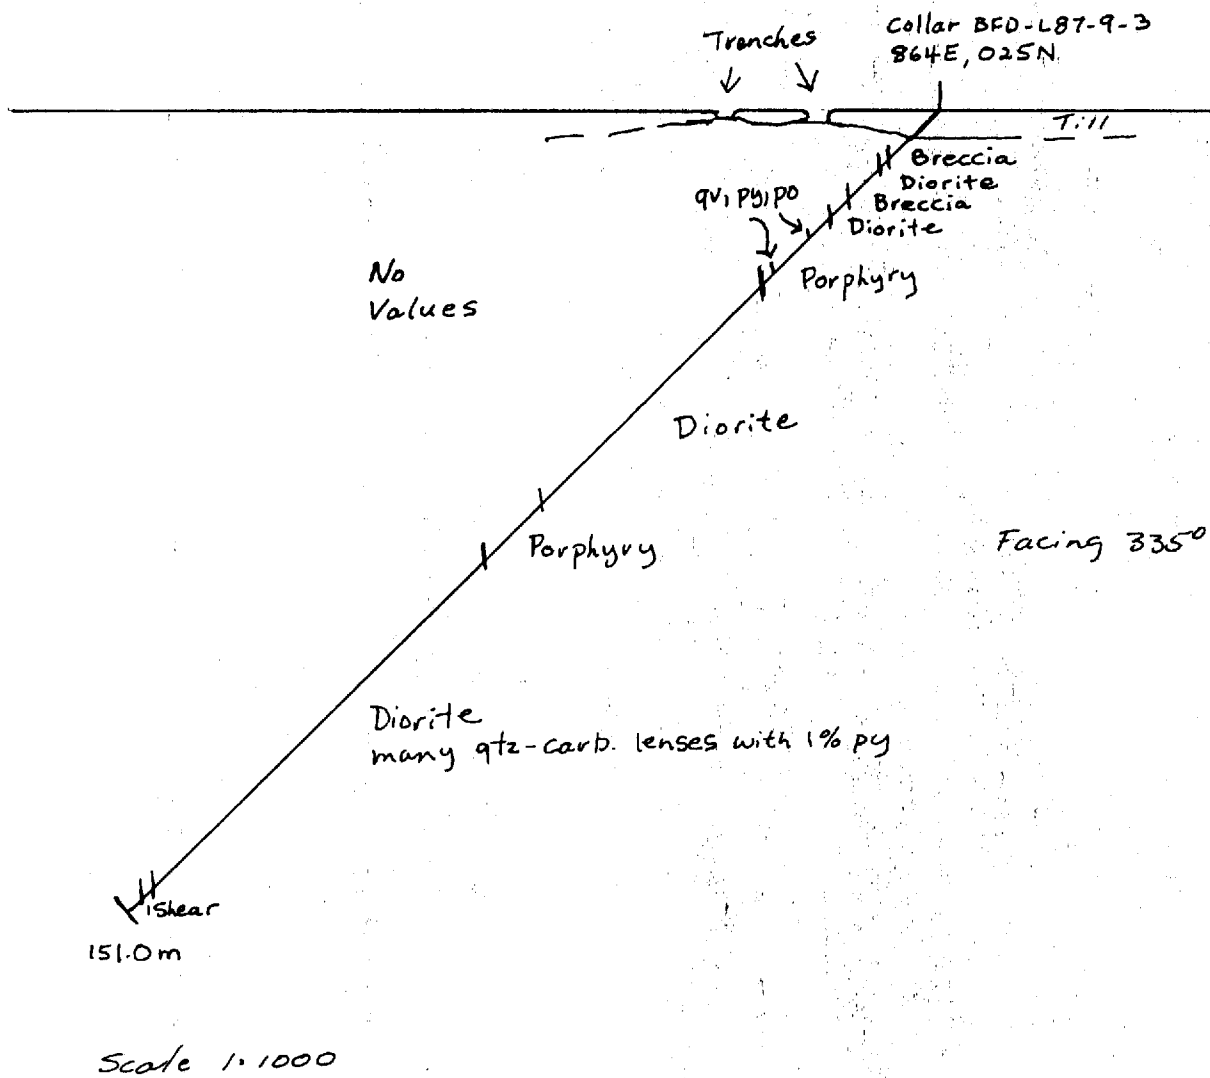 Trenches
Collar BFD-L87-9-3
864E, 025N
Till
Breccia
Diorite
Breccia
Diorite
qv, py, po
Porphyry
No
Values
Diorite
Porphyry
Facing 335°
Diorite
many qtz-carb. lenses with 1% py
Shear
151.0m
Scale 1:1000